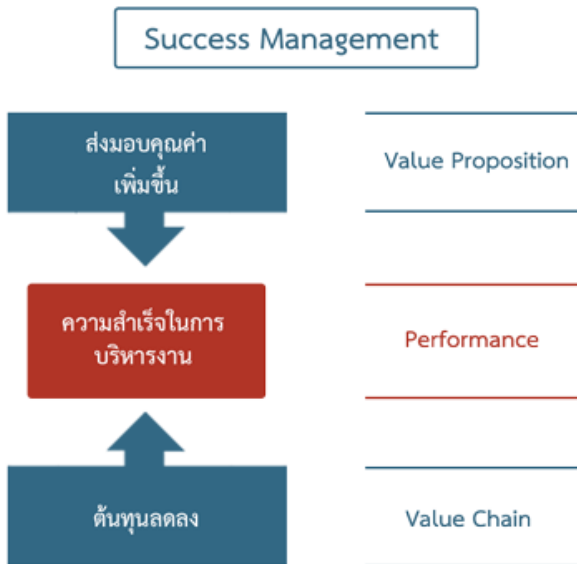 Success Management
ส่งมอบคุณค่า
เพิ่มขึ้น
Value Proposition
ความสำเร็จในการ
บริหารงาน
Performance
ต้นทุนลดลง
Value Chain